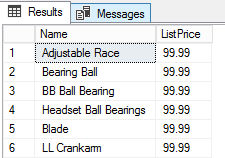 Results Messages
Name ListPrice
1 Adjustable Race 99.99
2 Bearing Ball 99.99
3 BB Ball Bearing 99.99
4 Headset Ball Bearings 99.99
5 Blade 99.99
6 LL Crankarm 99.99